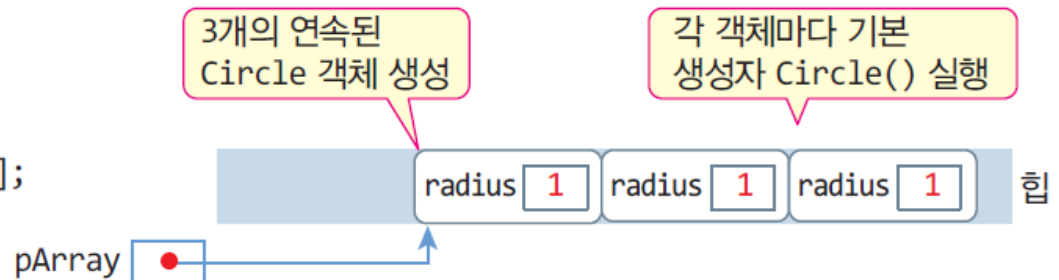 3개의 연속된
Circle 객체 생성
각 객체마다 기본
생성자 Circle() 실행
];
radius 1 radius 1 radius 1 힙
pArray